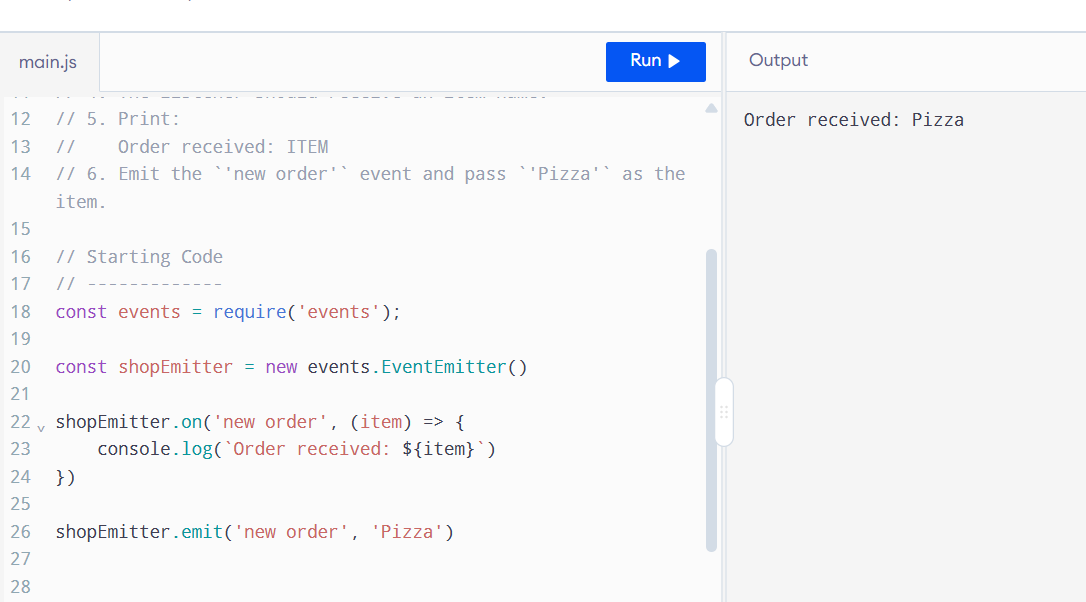 main.js
Run
Output
12 // 5. Print:
13 //    Order received: ITEM
14 // 6. Emit the `'new order'` event and pass `'Pizza'` as the
item.
15
16 // Starting Code
17 // -------------
18 const events = require('events');
19
20 const shopEmitter = new events.EventEmitter()
21
22 shopEmitter.on('new order', (item) => {
23     console.log(`Order received: ${item}`)
24 })
25
26 shopEmitter.emit('new order', 'Pizza')
27
28
Order received: Pizza